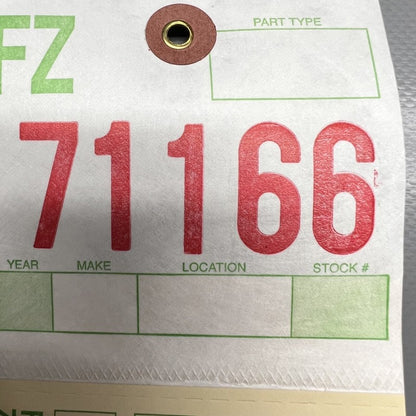 PART TYPE
FZ
71166
YEAR MAKE LOCATION STOCK #